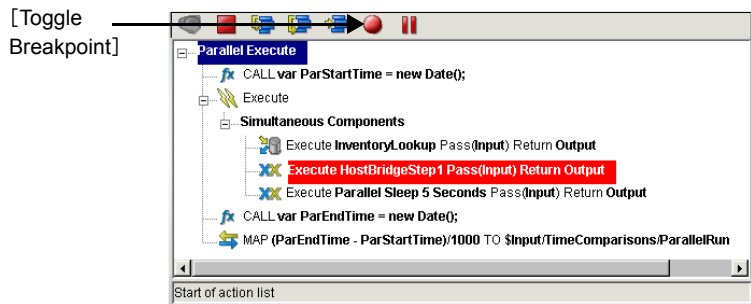 [Toggle
Breakpoint]
Parallel Execute
fx CALL var ParStartTime = new Date();
Execute
Simultaneous Components
Execute InventoryLookup Pass(Input) Return Output
Execute HostBridgeStep1 Pass(Input) Return Output
Execute Parallel Sleep 5 Seconds Pass(Input) Return Output
fx CALL var ParEndTime = new Date();
MAP (ParEndTime - ParStartTime)/1000 TO $Input/TimeComparisons/ParallelRun
Start of action list